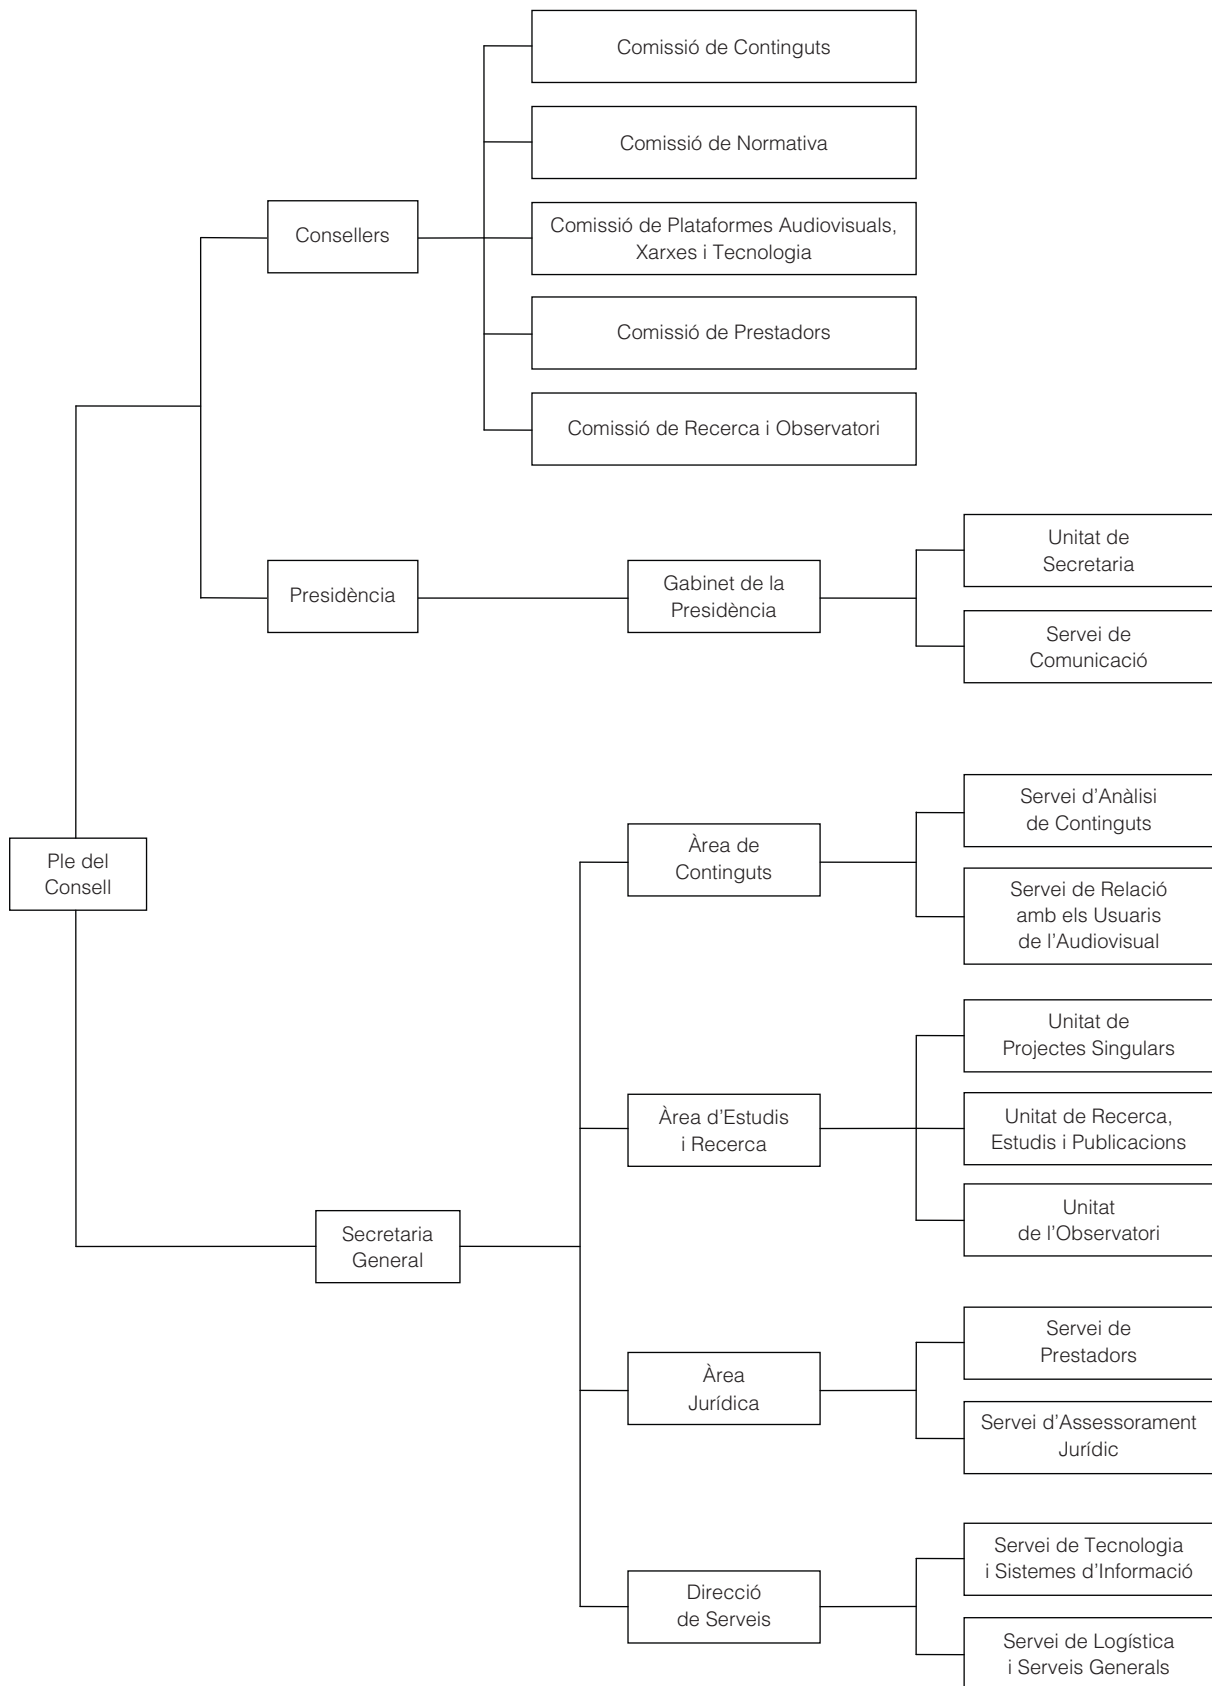 Comissió de Continguts
Comissió de Normativa
Consellers
Comissió de Plataformes Audiovisuals,
Xarxes i Tecnologia
Comissió de Prestadors
Comissió de Recerca i Observatori
Presidència
Gabinet de la
Presidència
Unitat de
Secretaria
Servei de
Comunicació
Ple del
Consell
Àrea de
Continguts
Servei d’Anàlisi
de Continguts
Servei de Relació
amb els Usuaris
de l’Audiovisual
Àrea d’Estudis
i Recerca
Unitat de
Projectes Singulars
Unitat de Recerca,
Estudis i Publicacions
Unitat
de l’Observatori
Secretaria
General
Àrea
Jurídica
Servei de
Prestadors
Servei d’Assessorament
Jurídic
Direcció
de Serveis
Servei de Tecnologia
i Sistemes d’Informació
Servei de Logística
i Serveis Generals